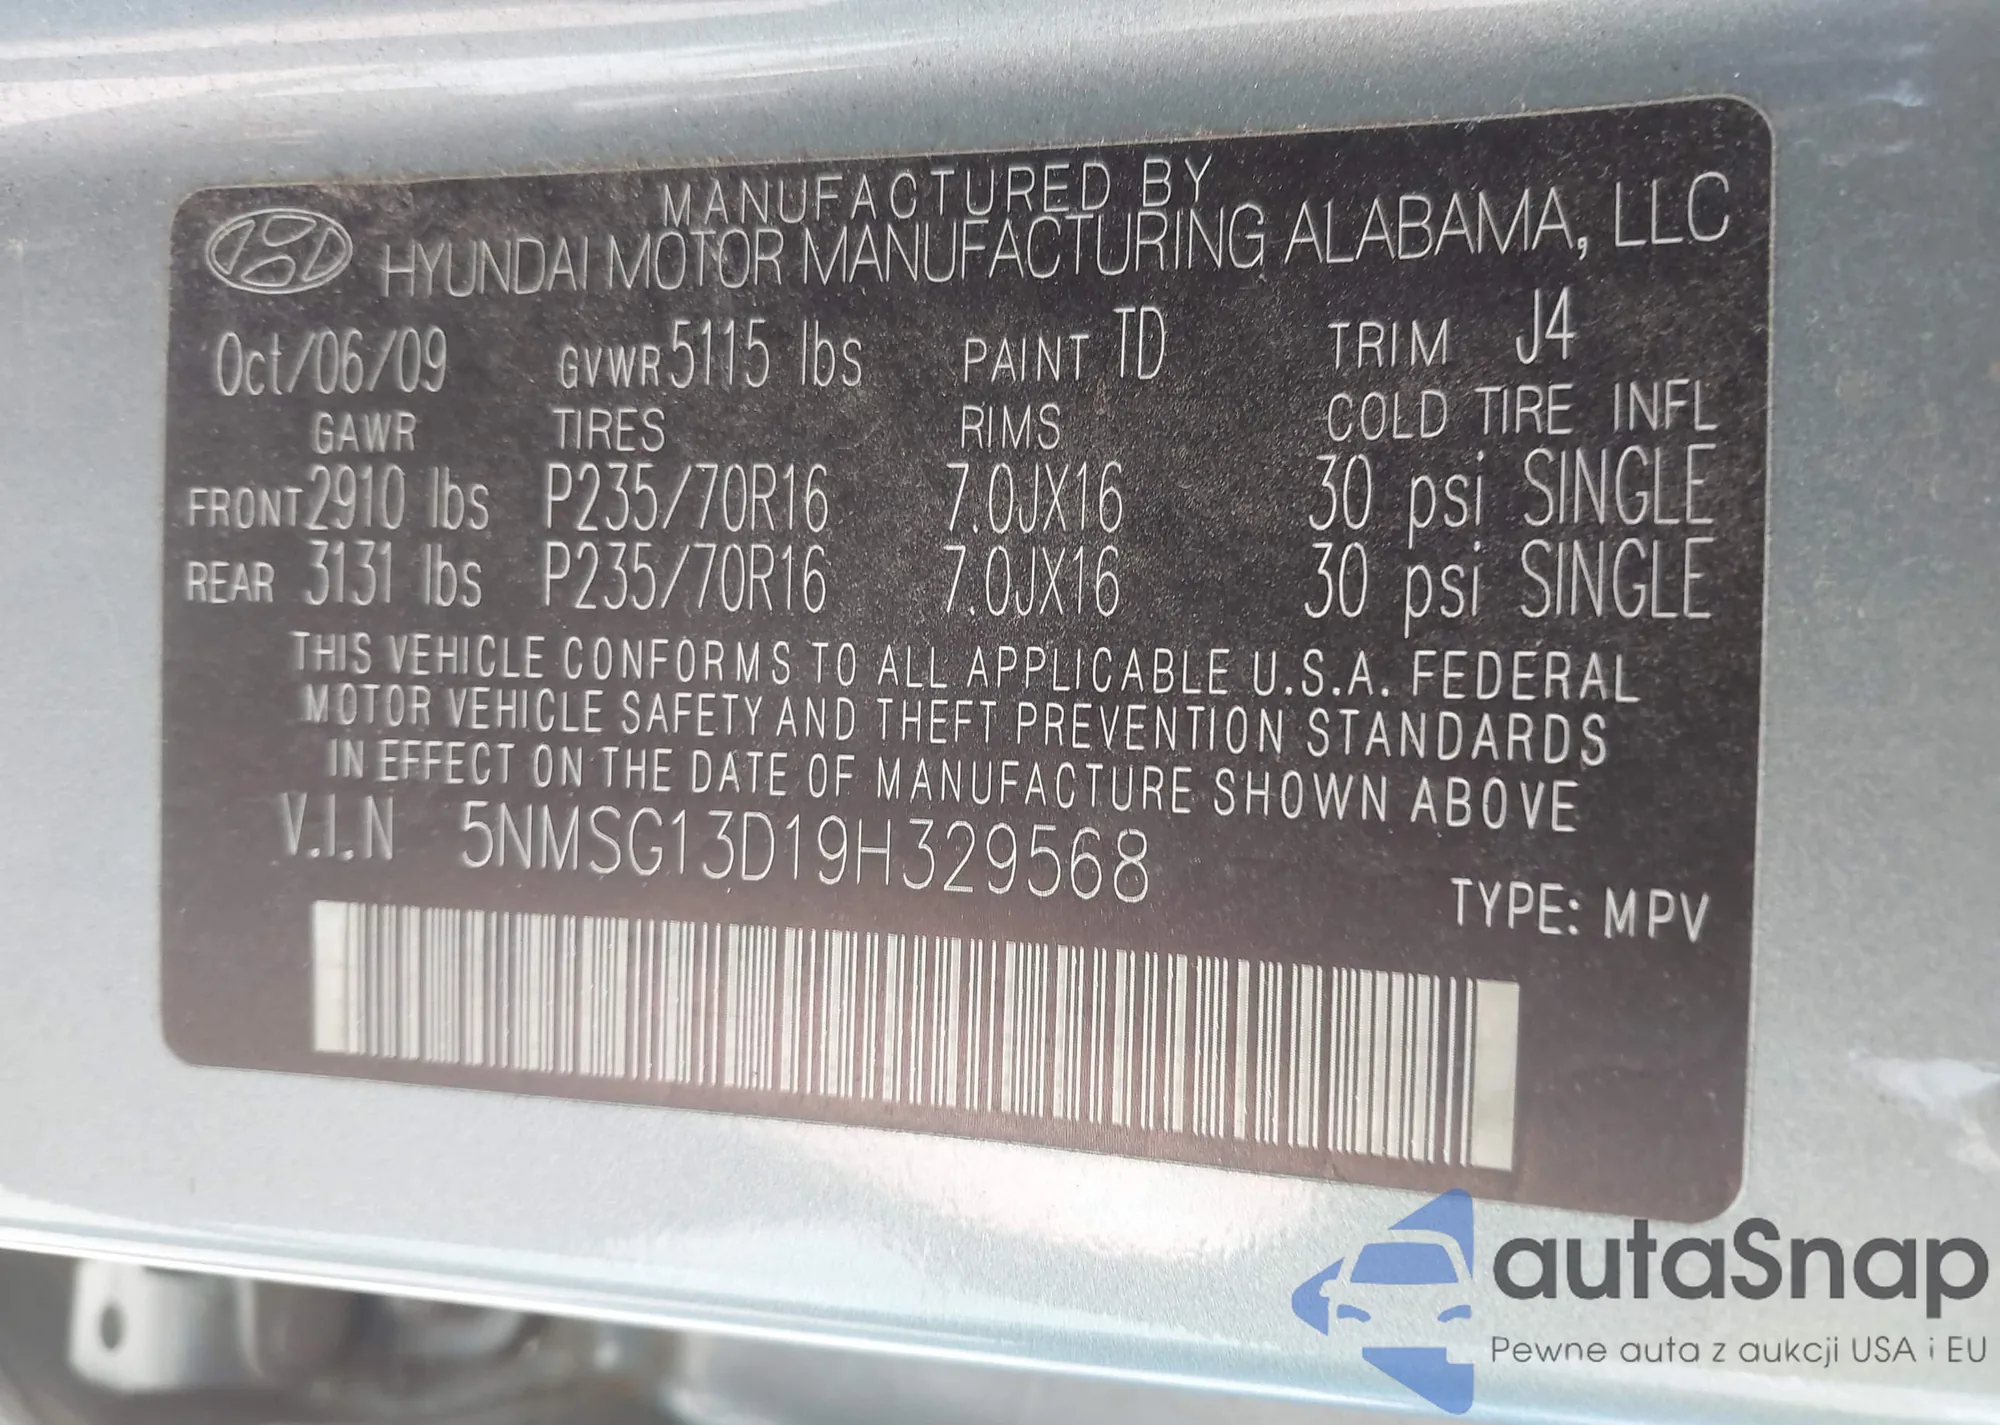 MANUFACTURED BY
HYUNDAI MOTOR MANUFACTURING ALABAMA, LLC
Oct/06/09 GVWR 5115 lbs PAINT TD TRIM J4
GAWR TIRES RIMS COLD TIRE INFL
FRONT 2910 lbs P235/70R16 7.0JX16 30 psi SINGLE
REAR 3131 lbs P235/70R16 7.0JX16 30 psi SINGLE
THIS VEHICLE CONFORMS TO ALL APPLICABLE U.S.A. FEDERAL
MOTOR VEHICLE SAFETY AND THEFT PREVENTION STANDARDS
IN EFFECT ON THE DATE OF MANUFACTURE SHOWN ABOVE
V.I.N 5NMSG13D19H329568
TYPE: MPV
autaSnap
Pewne auta z aukcji USA i EU